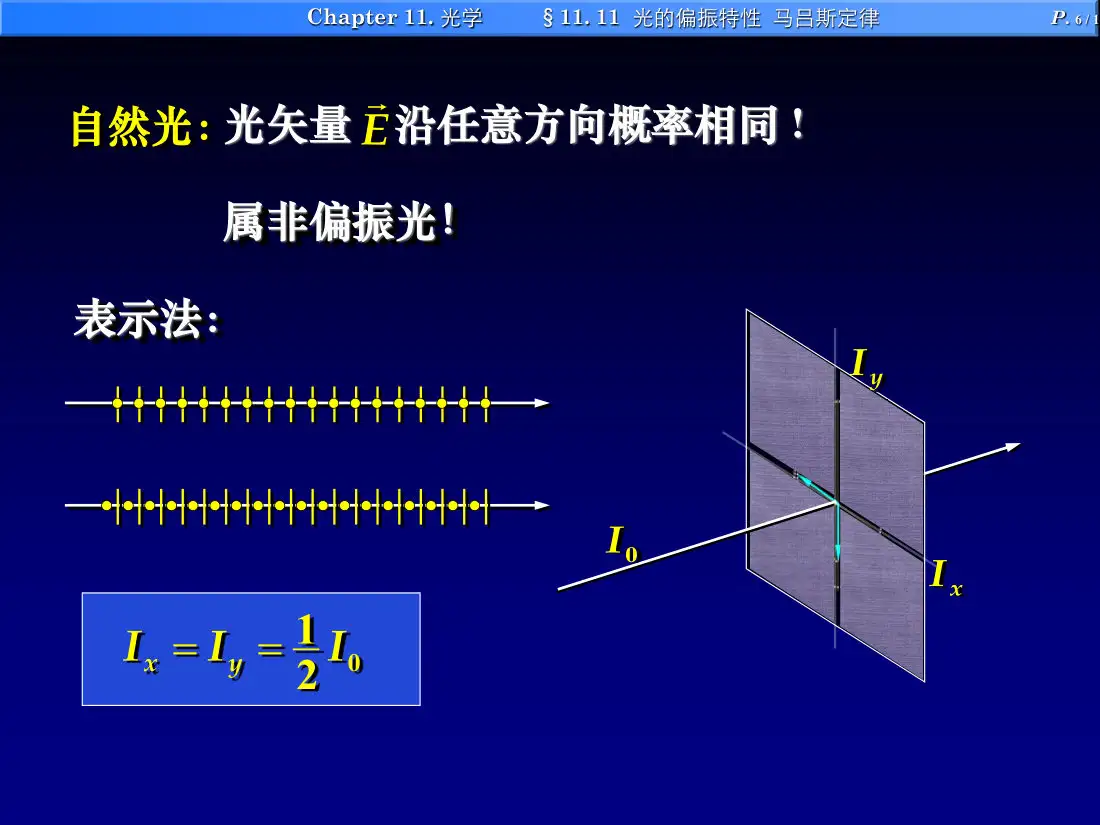 Chapter 11. 光学 §11. 11 光的偏振特性 马吕斯定律 P. 6 / 1
自然光：光矢量 E⃗ 沿任意方向概率相同！
属非偏振光！
表示法：
I_y
I_0
I_x
I_x = I_y = 1/2 I_0